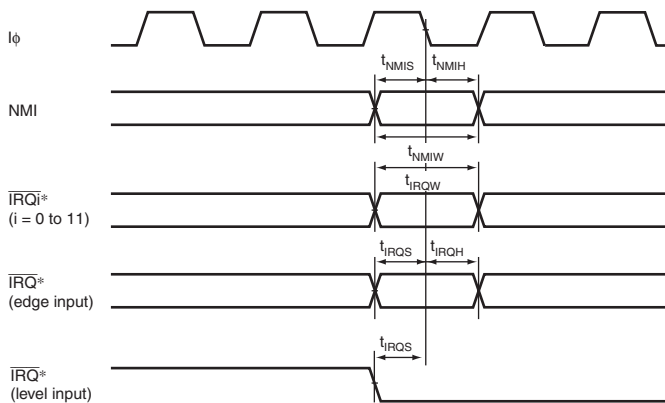 Iϕ
tNMIS tNMIH
NMI
tNMIW
tIRQW
IRQi*
(i = 0 to 11)
tIRQS tIRQH
IRQ*
(edge input)
tIRQS
IRQ*
(level input)